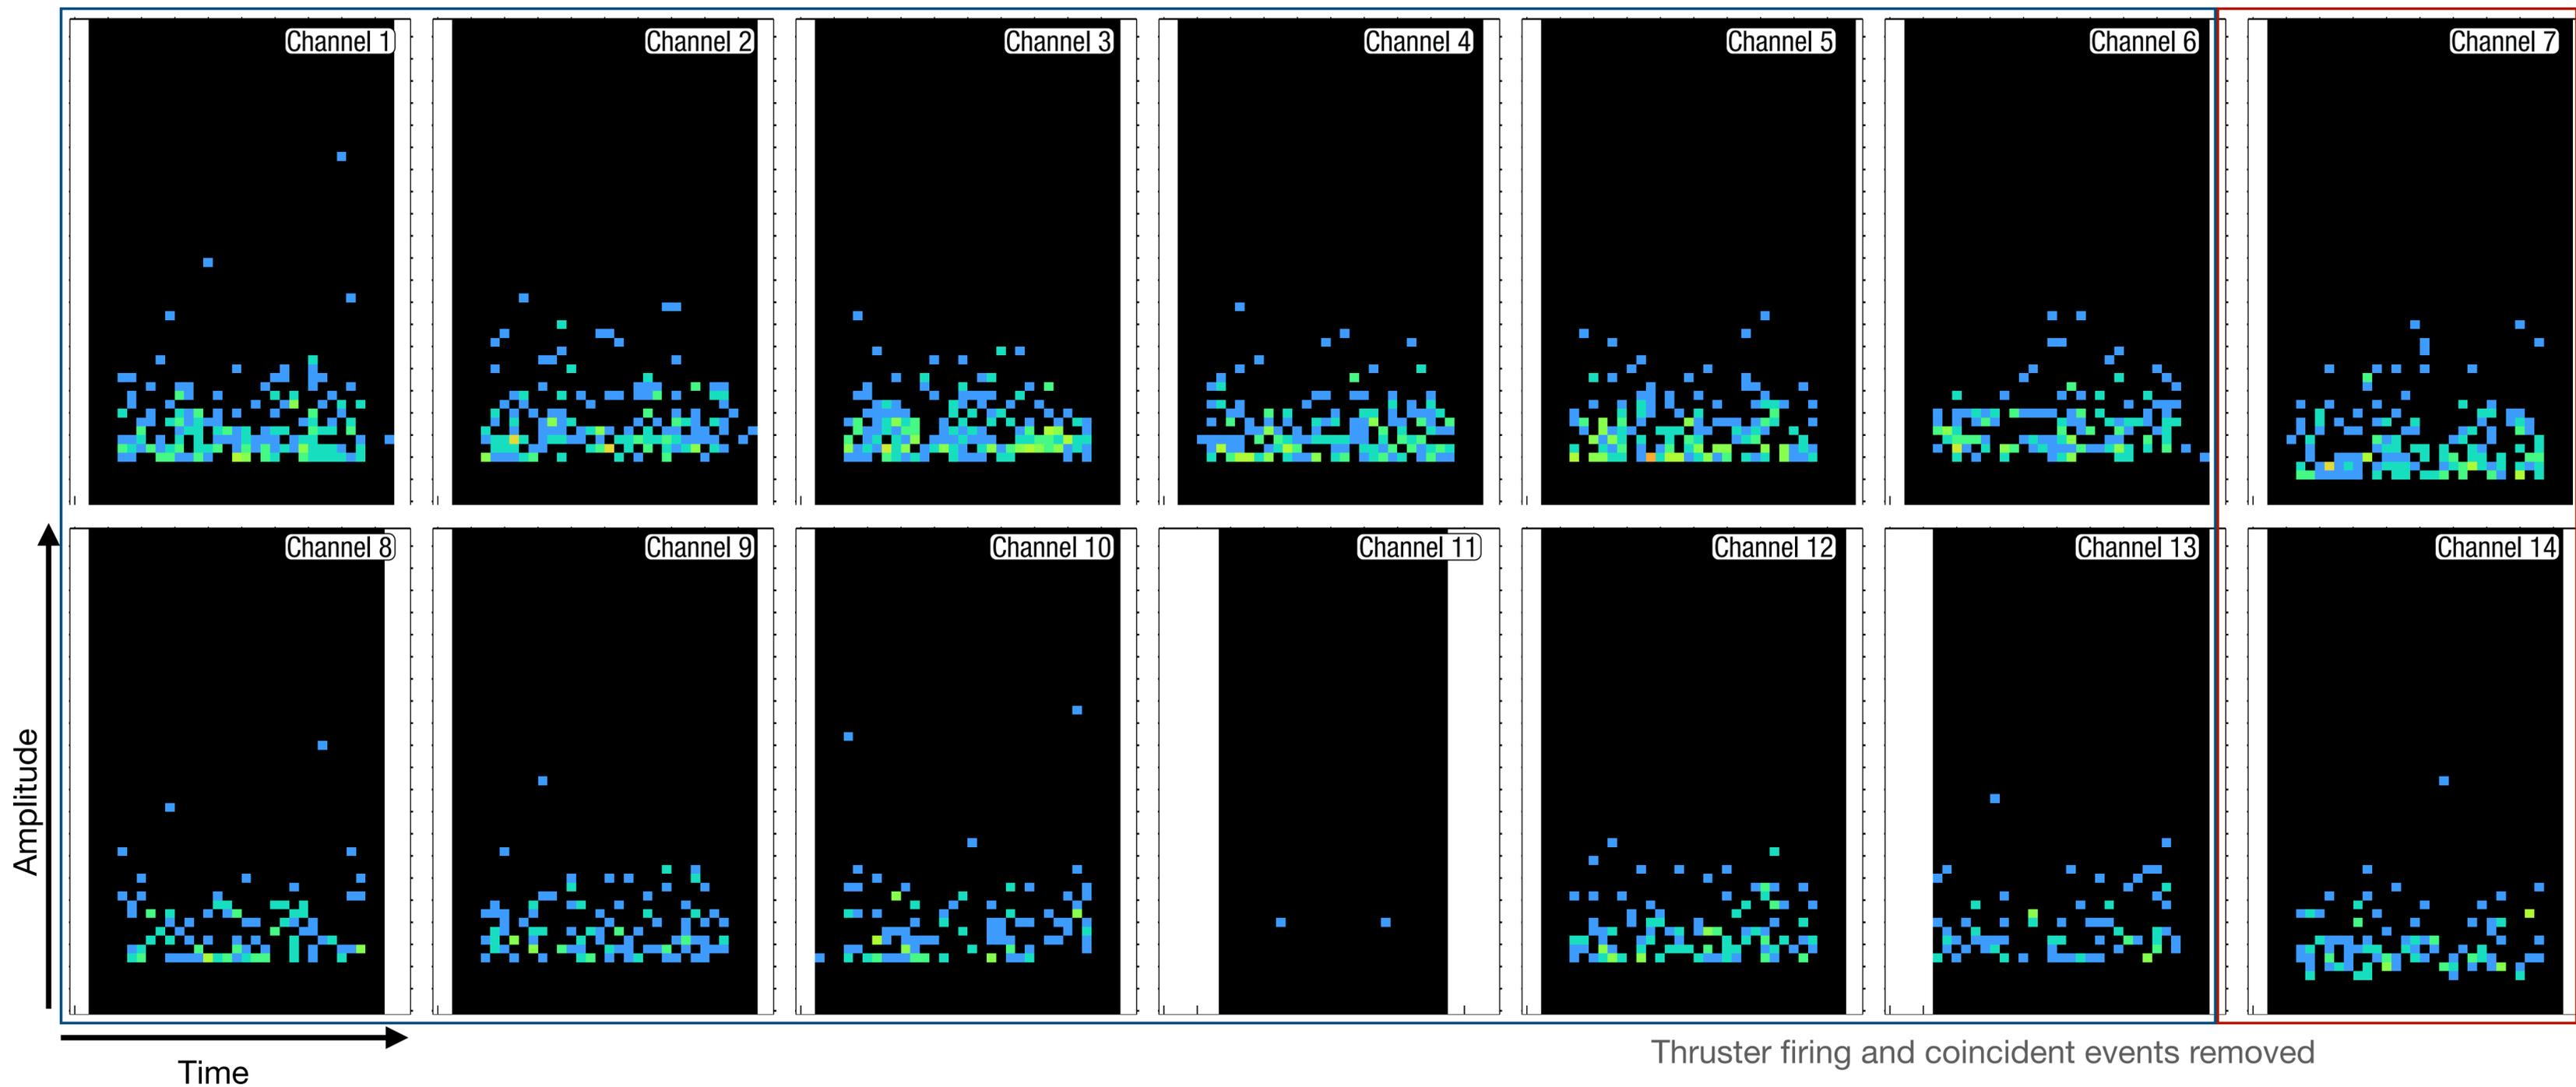 Channel 1
Channel 2
Channel 3
Channel 4
Channel 5
Channel 6
Channel 7
Channel 8
Channel 9
Channel 10
Channel 11
Channel 12
Channel 13
Channel 14
Amplitude
Time
Thruster firing and coincident events removed